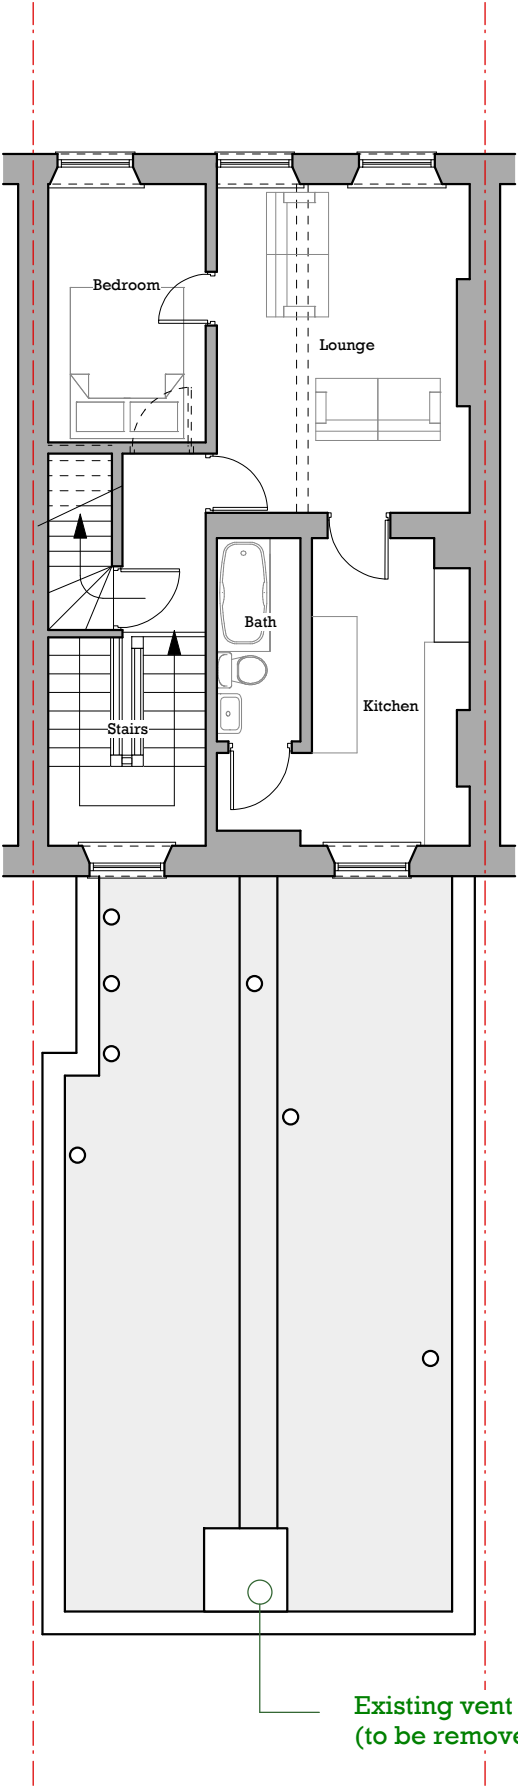 Bedroom
Lounge
Bath
Kitchen
Stairs
Existing vent
(to be remove